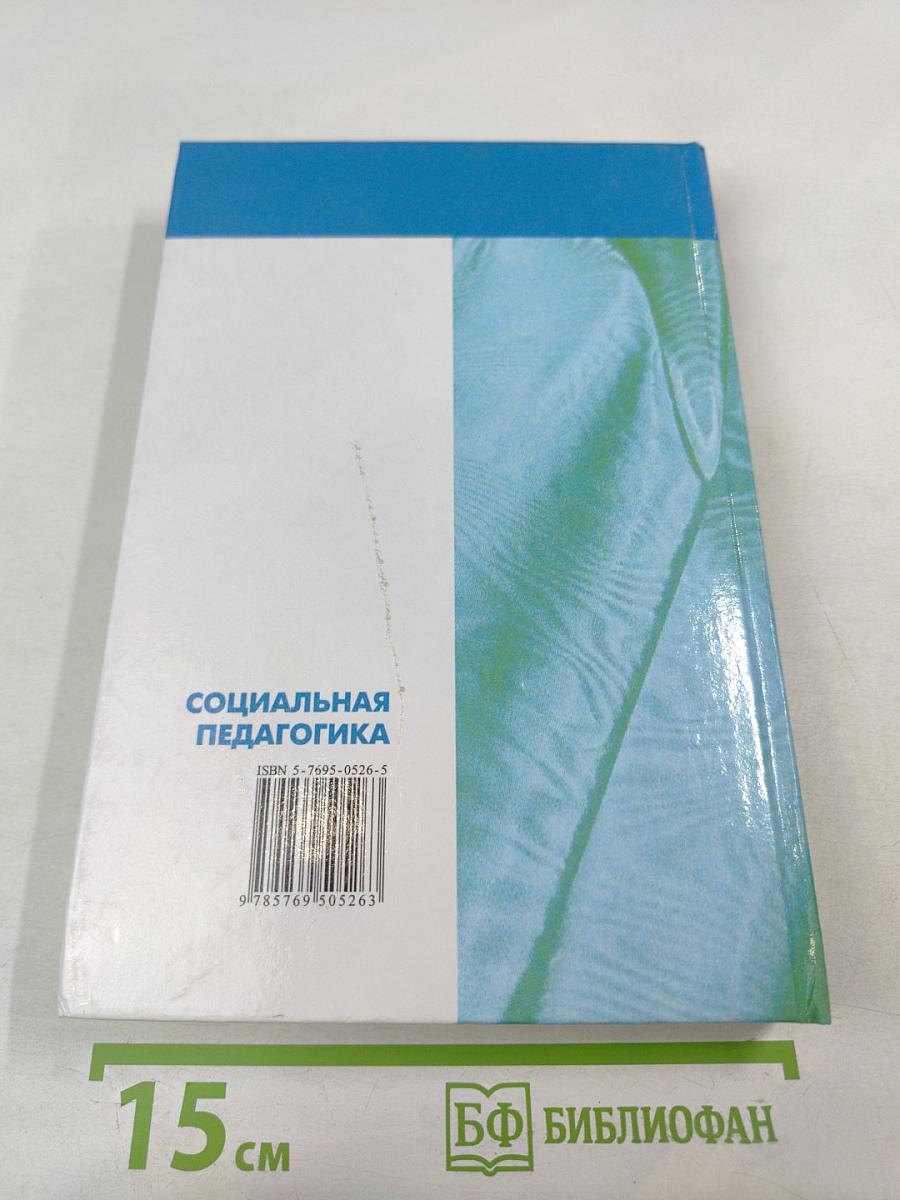 СОЦИАЛЬНАЯ
ПЕДАГОГИКА
ISBN 5-7695-0526-5
9 785769 505263
15 см
БФ БИБЛИОФАН